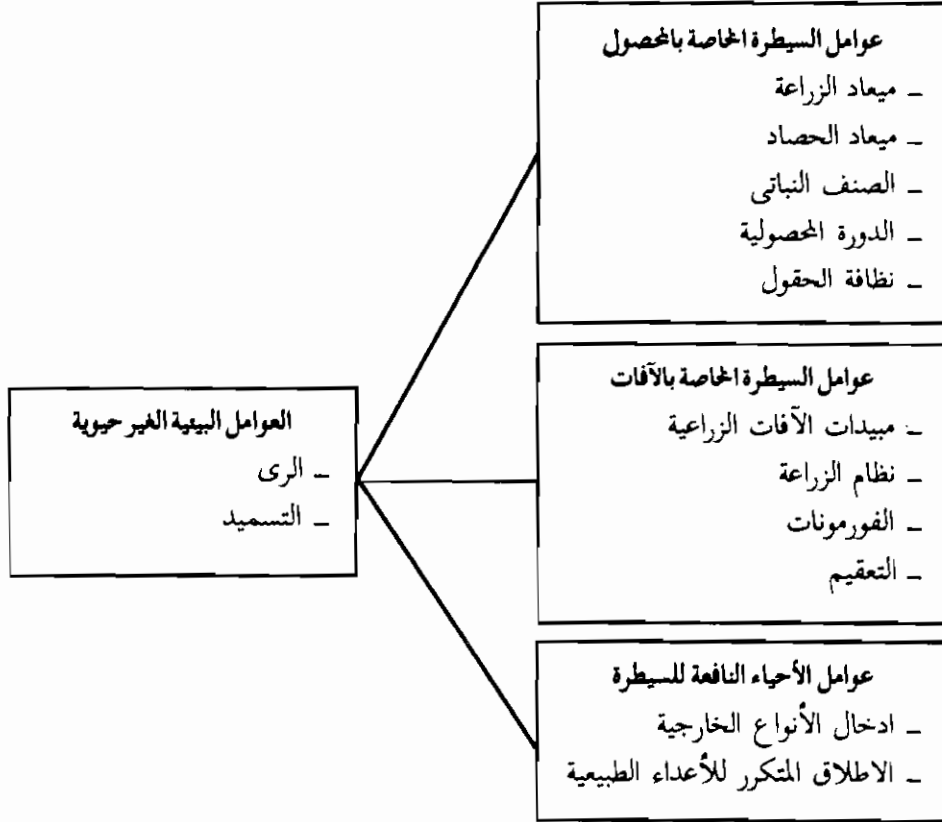 عوامل السيطرة الخاصة بالمحصول
ـ ميعاد الزراعة
ـ ميعاد الحصاد
ـ الصنف النباتى
ـ الدورة المحصولية
ـ نظافة الحقول
عوامل السيطرة الخاصة بالآفات
ـ مبيدات الآفات الزراعية
ـ نظام الزراعة
ـ الفورمونات
ـ التعقيم
العوامل البيئية الغير حيوية
ـ الرى
ـ التسميد
عوامل الأحياء النافعة للسيطرة
ـ ادخال الأنواع الخارجية
ـ الاطلاق المتكرر للأعداء الطبيعية